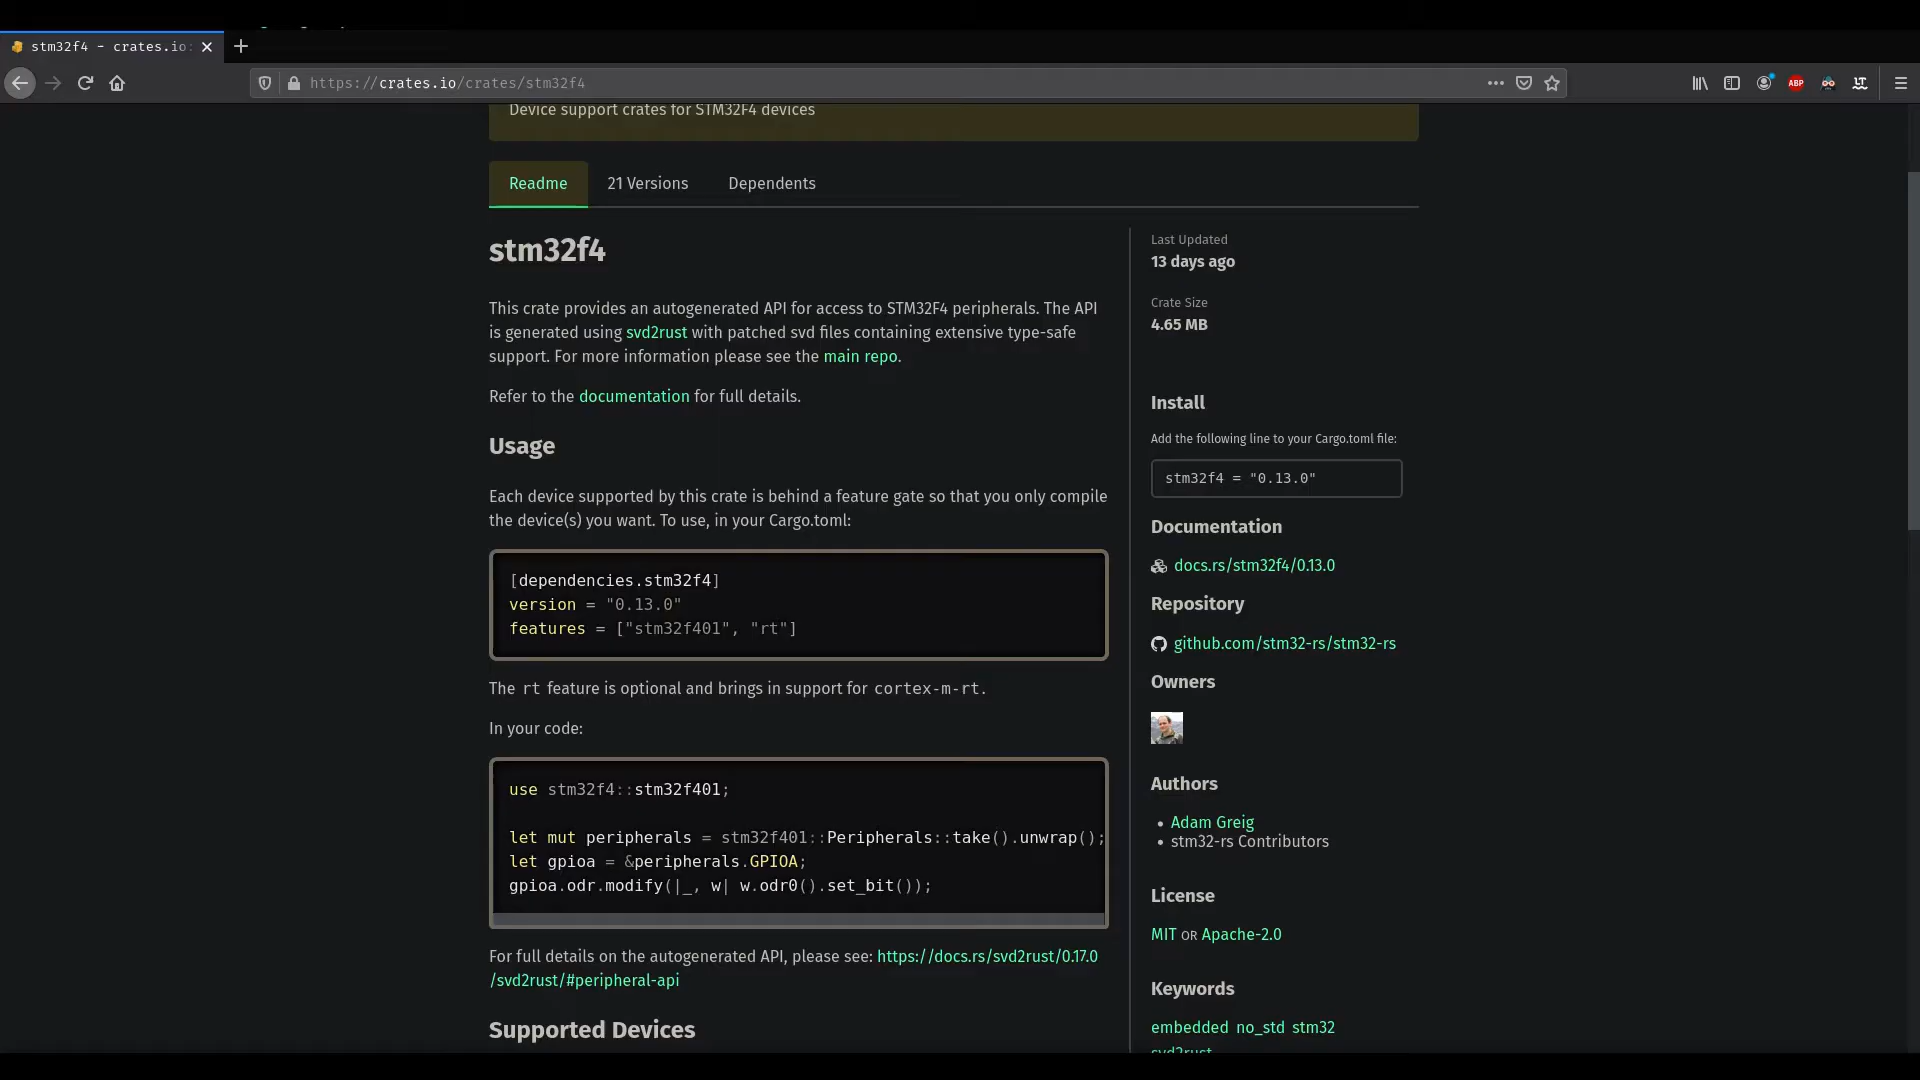 stm32f4 - crates.io:
https://crates.io/crates/stm32f4
ABP
Device support crates for STM32F4 devices
Readme
21 Versions
Dependents
stm32f4
This crate provides an autogenerated API for access to STM32F4 peripherals. The API
is generated using svd2rust with patched svd files containing extensive type-safe
support. For more information please see the main repo.
Refer to the documentation for full details.
Usage
Each device supported by this crate is behind a feature gate so that you only compile
the device(s) you want. To use, in your Cargo.toml:
[dependencies.stm32f4]
version = "0.13.0"
features = ["stm32f401", "rt"]
The rt feature is optional and brings in support for cortex-m-rt.
In your code:
use stm32f4::stm32f401;
let mut peripherals = stm32f401::Peripherals::take().unwrap();
let gpioa = &peripherals.GPIOA;
gpioa.odr.modify(|_, w| w.odr0().set_bit());
For full details on the autogenerated API, please see: https://docs.rs/svd2rust/0.17.0
/svd2rust/#peripheral-api
Supported Devices
Last Updated
13 days ago
Crate Size
4.65 MB
Install
Add the following line to your Cargo.toml file:
stm32f4 = "0.13.0"
Documentation
docs.rs/stm32f4/0.13.0
Repository
github.com/stm32-rs/stm32-rs
Owners
Authors
Adam Greig
stm32-rs Contributors
License
MIT OR Apache-2.0
Keywords
embedded no_std stm32
svd2rust